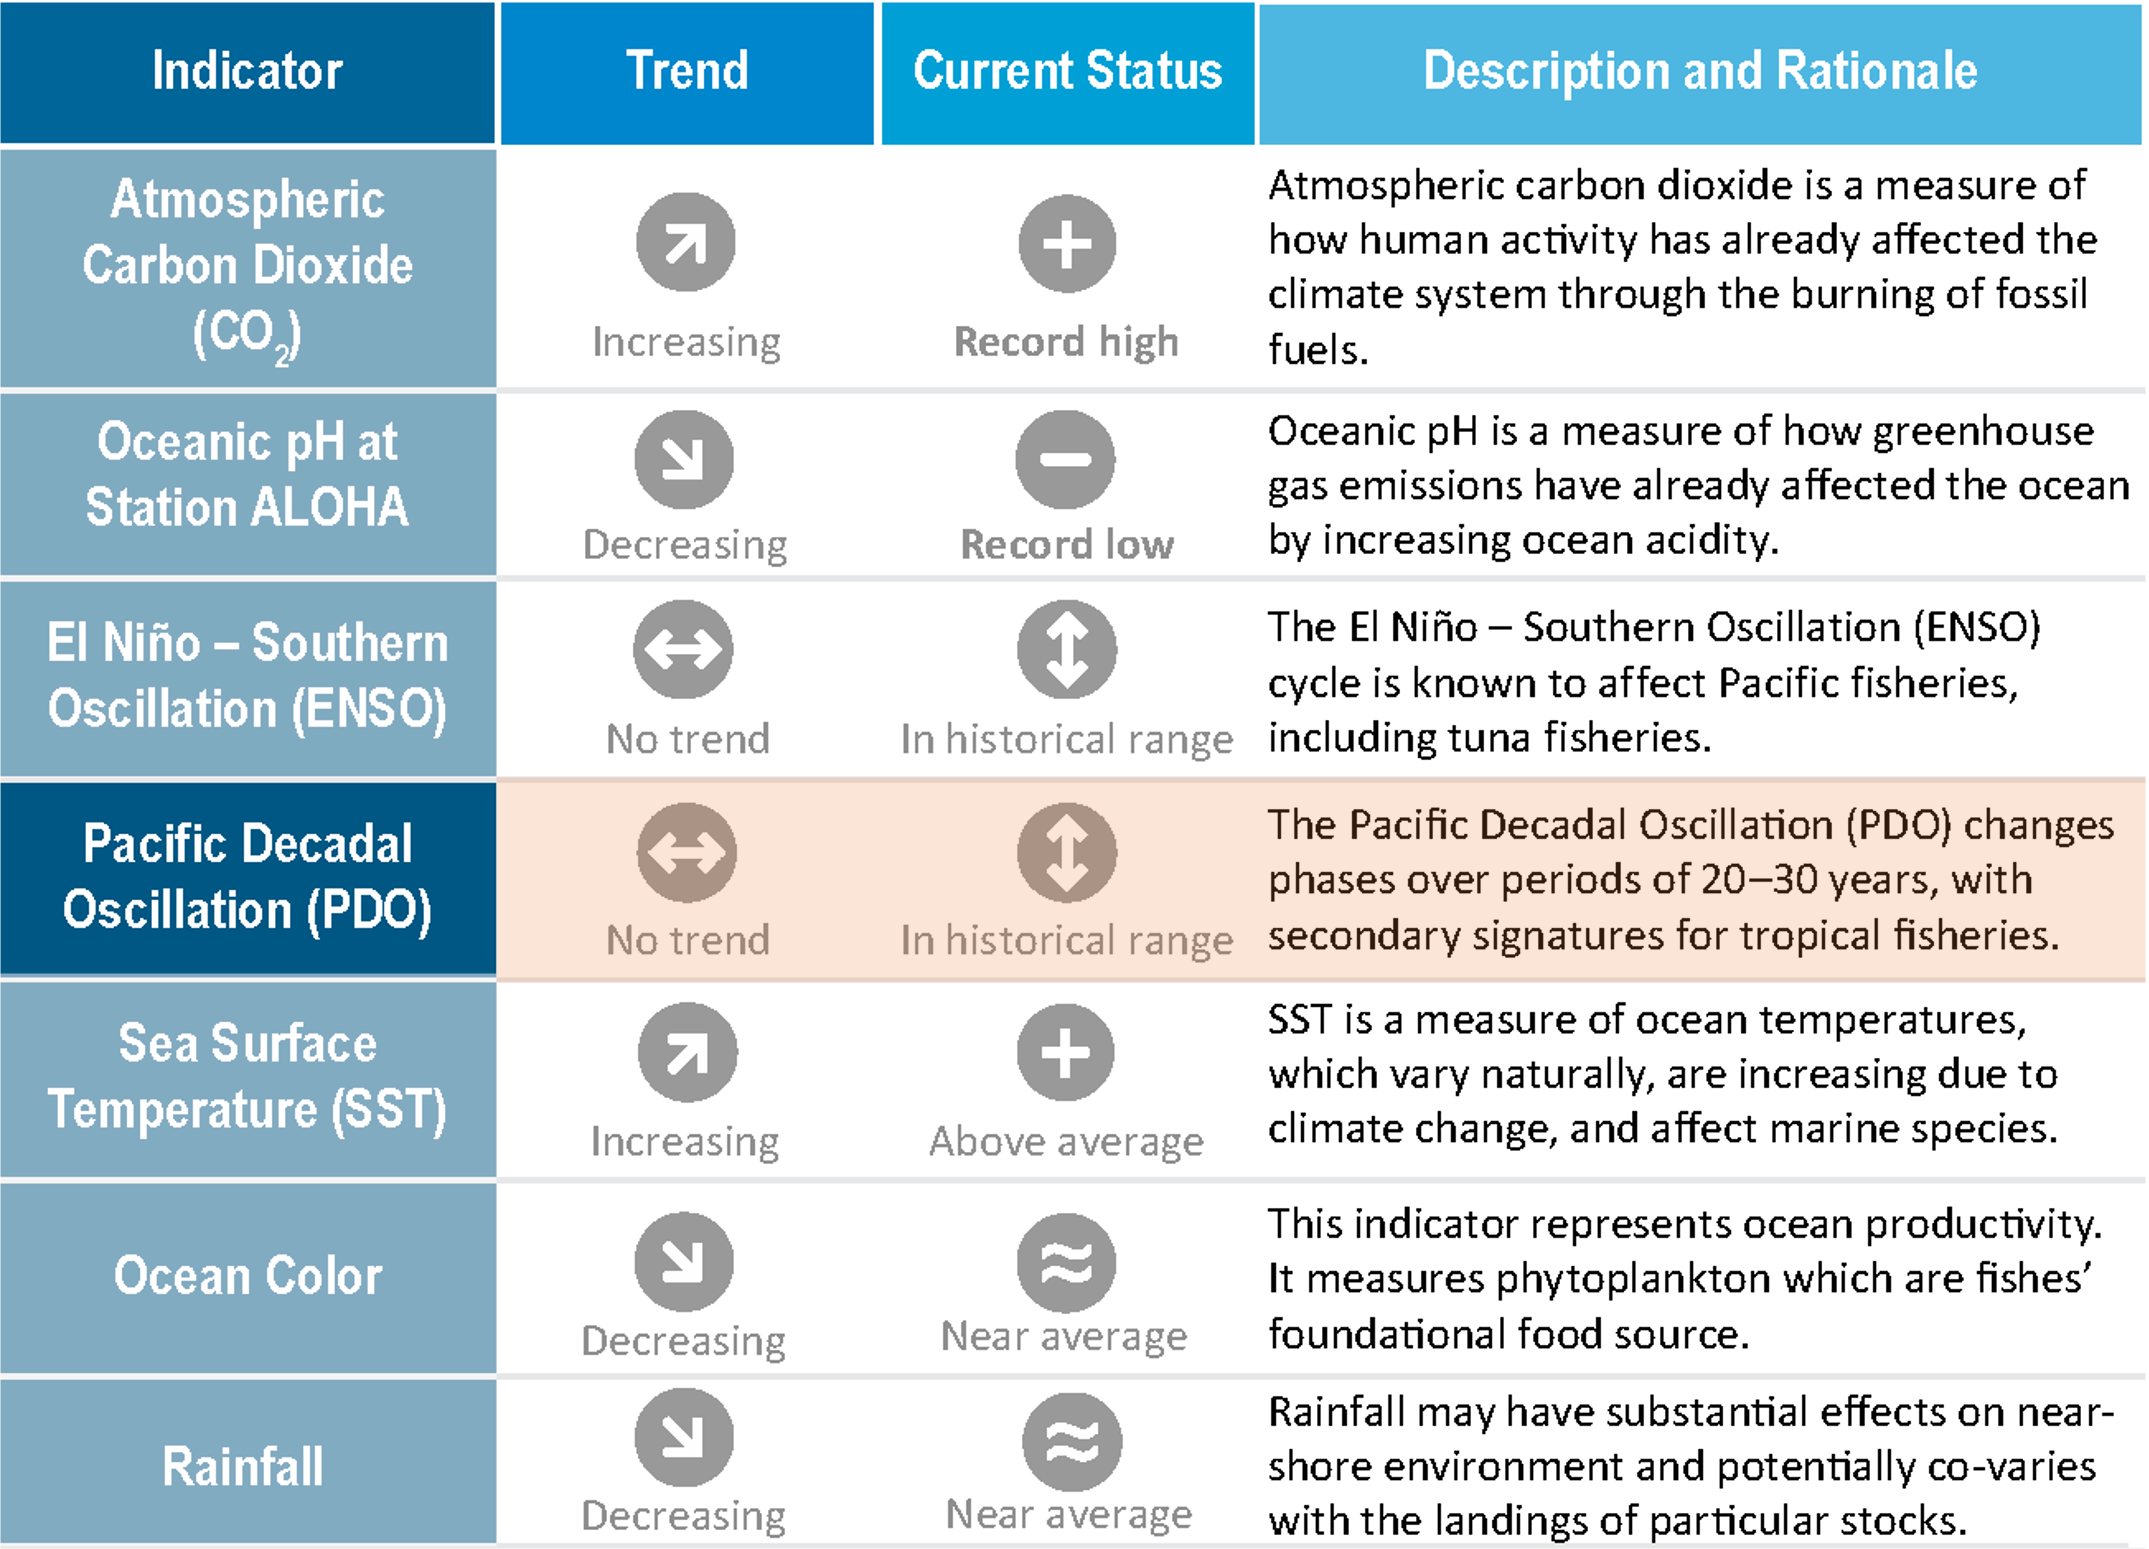 Indicator
Trend
Current Status
Description and Rationale
Atmospheric
Carbon Dioxide
(CO₂)
Increasing
Record high
Atmospheric carbon dioxide is a measure of
how human activity has already affected the
climate system through the burning of fossil
fuels.
Oceanic pH at
Station ALOHA
Decreasing
Record low
Oceanic pH is a measure of how greenhouse
gas emissions have already affected the ocean
by increasing ocean acidity.
El Niño – Southern
Oscillation (ENSO)
No trend
In historical range
The El Niño – Southern Oscillation (ENSO)
cycle is known to affect Pacific fisheries,
including tuna fisheries.
Pacific Decadal
Oscillation (PDO)
No trend
In historical range
The Pacific Decadal Oscillation (PDO) changes
phases over periods of 20–30 years, with
secondary signatures for tropical fisheries.
Sea Surface
Temperature (SST)
Increasing
Above average
SST is a measure of ocean temperatures,
which vary naturally, are increasing due to
climate change, and affect marine species.
Ocean Color
Decreasing
Near average
This indicator represents ocean productivity.
It measures phytoplankton which are fishes’
foundational food source.
Rainfall
Decreasing
Near average
Rainfall may have substantial effects on near-
shore environment and potentially co-varies
with the landings of particular stocks.